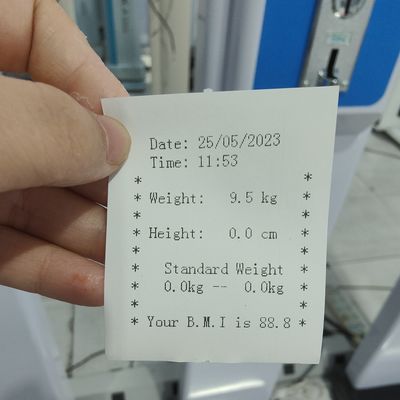 Date: 25/05/2023
Time: 11:53
* *
* Weight: 9.5 kg *
* *
* Height: 0.0 cm *
* *
* Standard Weight *
* 0.0kg -- 0.0kg *
* *
* Your B.M.I is 88.8 *